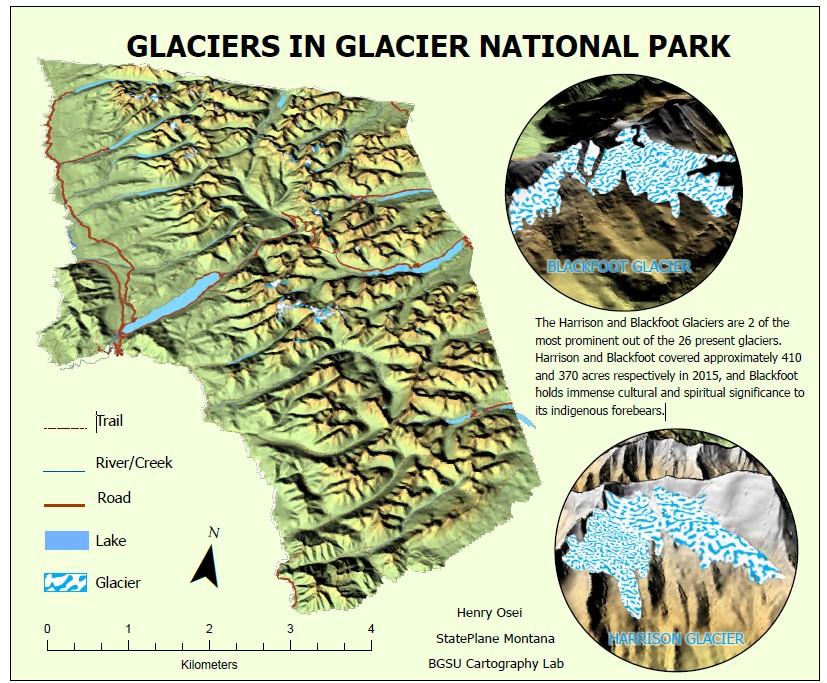 GLACIERS IN GLACIER NATIONAL PARK
BLACKFOOT GLACIER
The Harrison and Blackfoot Glaciers are 2 of the
most prominent out of the 26 present glaciers.
Harrison and Blackfoot covered approximately 410
and 370 acres respectively in 2015, and Blackfoot
holds immense cultural and spiritual significance to
its indigenous forebears.
Trail
River/Creek
Road
Lake
Glacier
N
0 1 2 3 4
Kilometers
Henry Osei
StatePlane Montana
BGSU Cartography Lab
HARRISON GLACIER